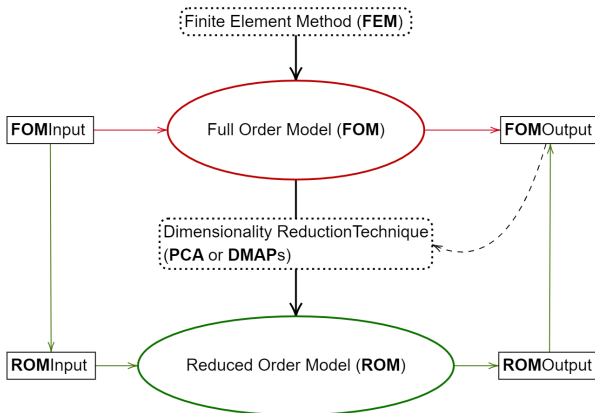 Finite Element Method (FEM)
FOMInput
Full Order Model (FOM)
FOMOutput
Dimensionality ReductionTechnique
(PCA or DMAPs)
ROMInput
Reduced Order Model (ROM)
ROMOutput